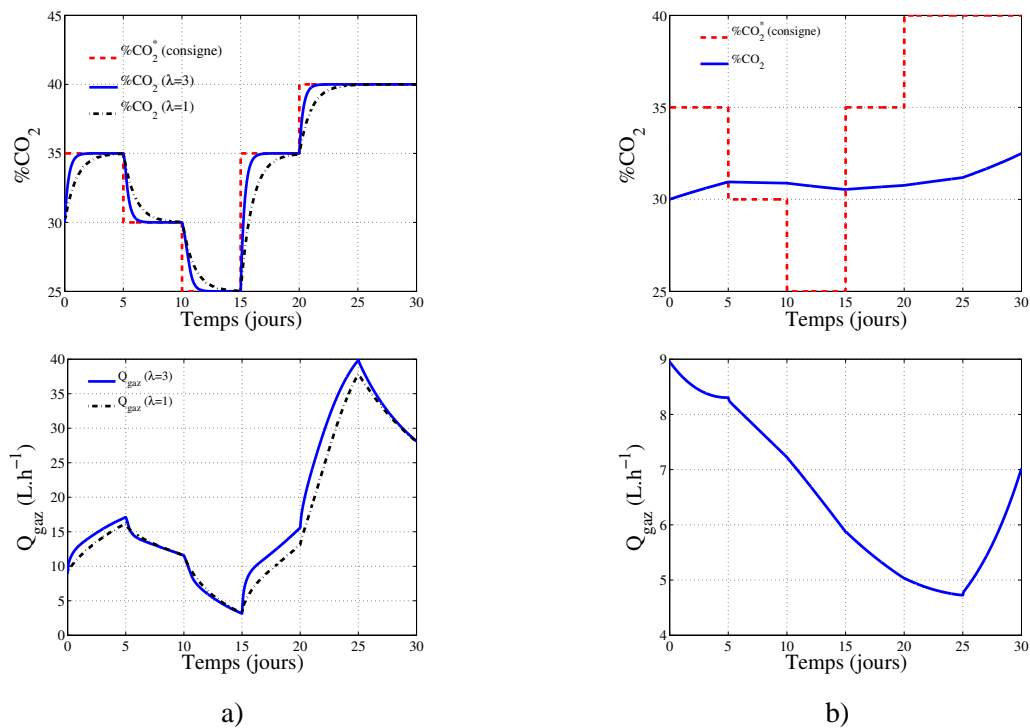 45
40
35
30
25
%CO2
%CO2* (consigne)
%CO2 (λ=3)
%CO2 (λ=1)
0 5 10 15 20 25 30
Temps (jours)
40
35
30
25
%CO2
%CO2* (consigne)
%CO2
0 5 10 15 20 25 30
Temps (jours)
40
35
30
25
20
15
10
5
0
Qgaz (L.h−1)
Qgaz (λ=3)
Qgaz (λ=1)
0 5 10 15 20 25 30
Temps (jours)
9
8
7
6
5
4
Qgaz (L.h−1)
0 5 10 15 20 25 30
Temps (jours)
a)
b)